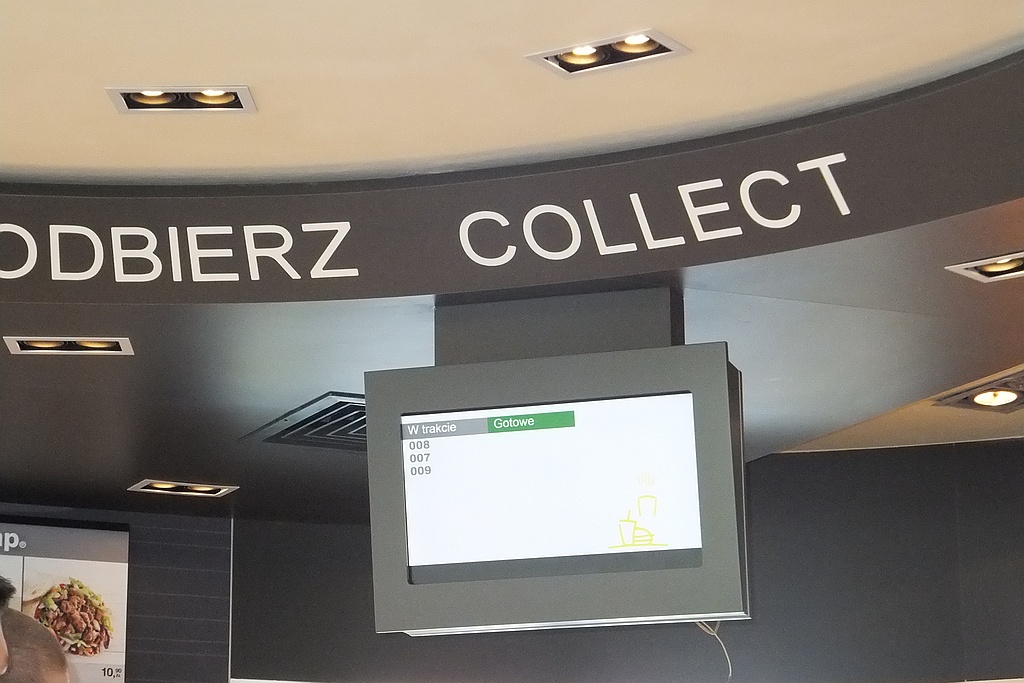 ODBIERZ COLLECT
W trakcie Gotowe
008
007
009
p®
10,90